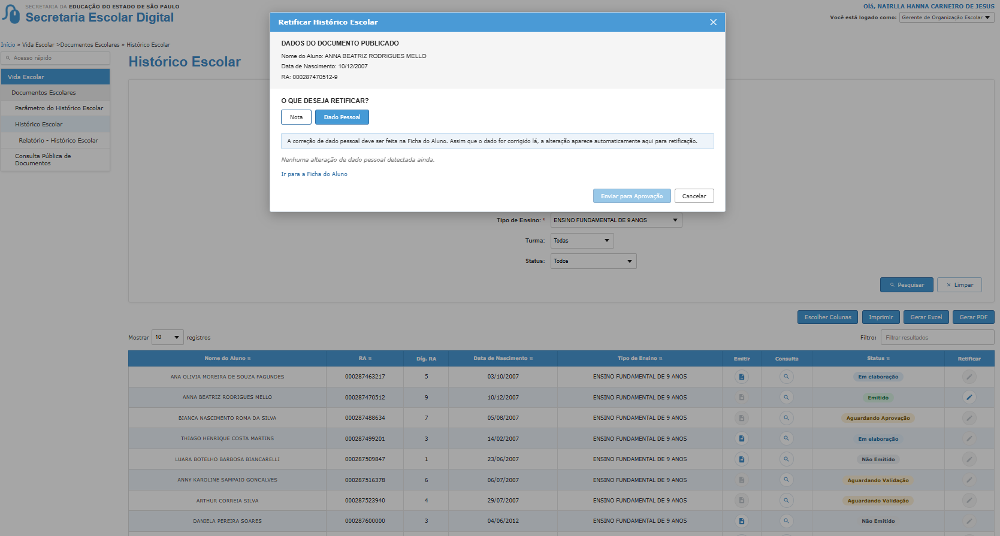 SECRETARIA DA EDUCAÇÃO DO ESTADO DE SÃO PAULO
Secretaria Escolar Digital
Olá, NAIRLLA HANNA CARNEIRO DE JESUS
Você está logado como: Gerente de Organização Escolar
Início » Vida Escolar >Documentos Escolares » Histórico Escolar
Acesso rápido
Vida Escolar
Documentos Escolares
Parâmetro do Histórico Escolar
Histórico Escolar
Relatório - Histórico Escolar
Consulta Pública de
Documentos
Histórico Escolar
Retificar Histórico Escolar
DADOS DO DOCUMENTO PUBLICADO
Nome do Aluno: ANNA BEATRIZ RODRIGUES MELLO
Data de Nascimento: 10/12/2007
RA: 000287470512-9
O QUE DESEJA RETIFICAR?
Nota Dado Pessoal
A correção de dado pessoal deve ser feita na Ficha do Aluno. Assim que o dado for corrigido lá, a alteração aparece automaticamente aqui para retificação.
Nenhuma alteração de dado pessoal detectada ainda.
Ir para a Ficha do Aluno
Enviar para Aprovação Cancelar
Tipo de Ensino: * ENSINO FUNDAMENTAL DE 9 ANOS
Turma: Todas
Status: Todos
Pesquisar Limpar
Escolher Colunas Imprimir Gerar Excel Gerar PDF
Mostrar 10 registros Filtro: Filtrar resultados
Nome do Aluno RA Díg. RA Data de Nascimento Tipo de Ensino Emitir Consulta Status Retificar
ANA OLIVIA MOREIRA DE SOUZA FAGUNDES 000287463217 5 03/10/2007 ENSINO FUNDAMENTAL DE 9 ANOS Em elaboração
ANNA BEATRIZ RODRIGUES MELLO 000287470512 9 10/12/2007 ENSINO FUNDAMENTAL DE 9 ANOS Emitido
BIANCA NASCIMENTO ROMA DA SILVA 000287488634 7 05/08/2007 ENSINO FUNDAMENTAL DE 9 ANOS Aguardando Aprovação
THIAGO HENRIQUE COSTA MARTINS 000287499201 3 14/02/2007 ENSINO FUNDAMENTAL DE 9 ANOS Em elaboração
LUARA BOTELHO BARBOSA BIANCARELLI 000287509847 1 23/06/2007 ENSINO FUNDAMENTAL DE 9 ANOS Não Emitido
ANNY KAROLINE SAMPAIO GONCALVES 000287516378 6 06/07/2007 ENSINO FUNDAMENTAL DE 9 ANOS Aguardando Validação
ARTHUR CORREIA SILVA 000287523940 4 29/07/2007 ENSINO FUNDAMENTAL DE 9 ANOS Aguardando Validação
DANIELA PEREIRA SOARES 000287600000 3 04/06/2012 ENSINO FUNDAMENTAL DE 9 ANOS Não Emitido